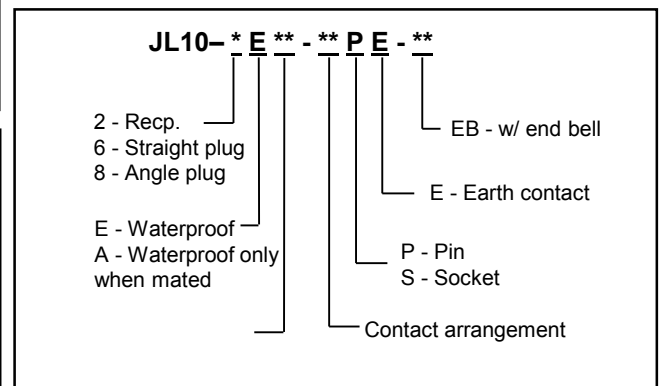 JL10– * E ** - ** P E - **
2 - Recp.
6 - Straight plug
8 - Angle plug
EB - w/ end bell
E - Earth contact
E - Waterproof
A - Waterproof only
when mated
P - Pin
S - Socket
Contact arrangement